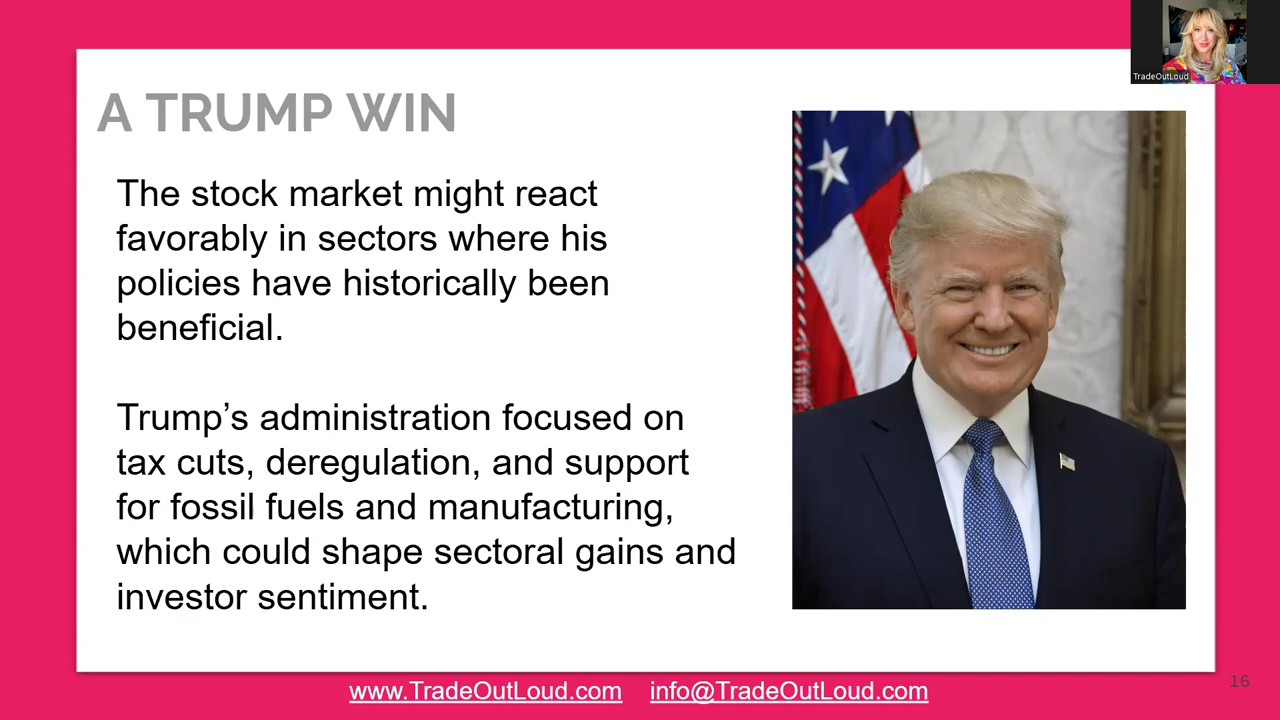 TradeOutLoud
A TRUMP WIN
The stock market might react
favorably in sectors where his
policies have historically been
beneficial.
Trump’s administration focused on
tax cuts, deregulation, and support
for fossil fuels and manufacturing,
which could shape sectoral gains and
investor sentiment.
www.TradeOutLoud.com info@TradeOutLoud.com
16